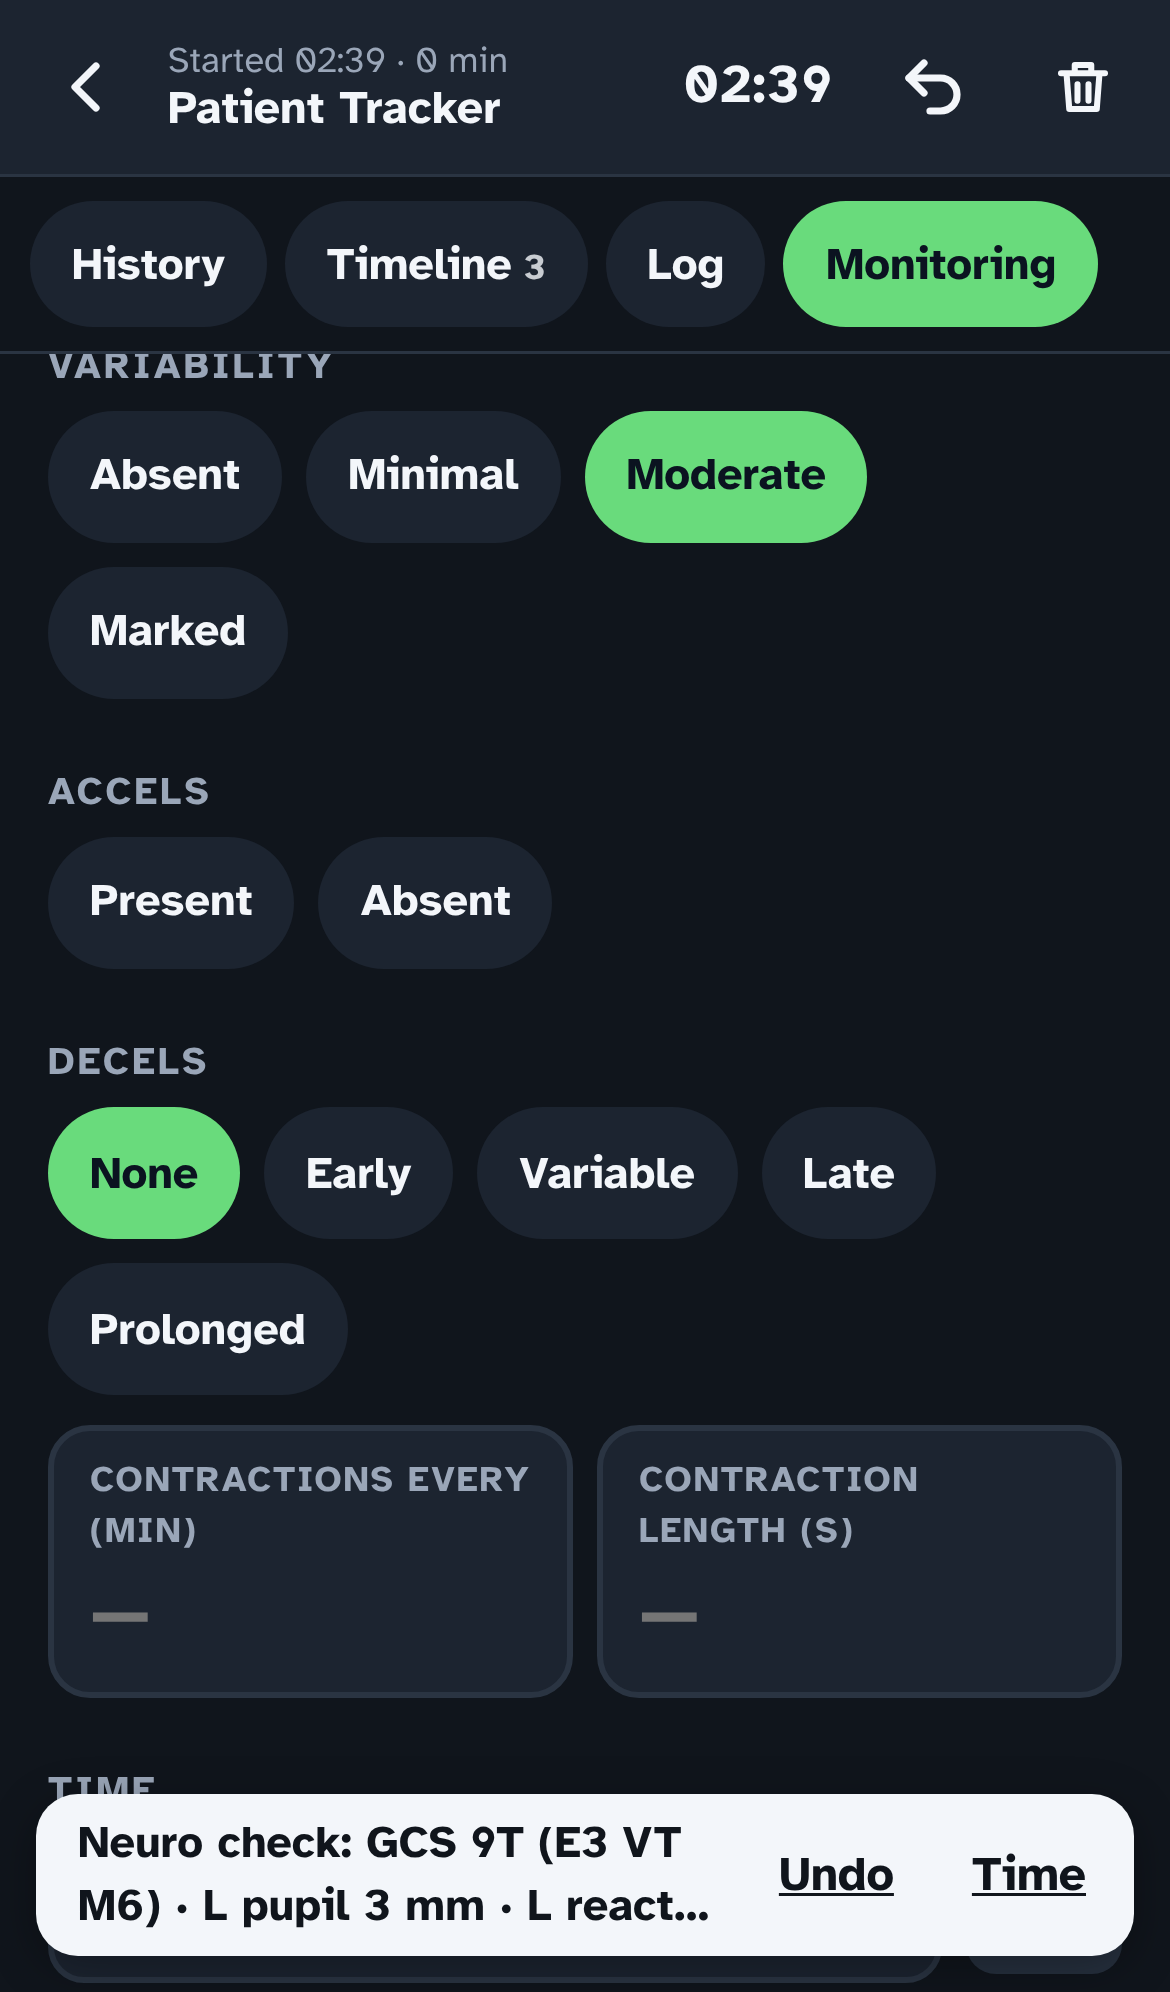 Started 02:39 · 0 min
Patient Tracker
02:39
History
Timeline 3
Log
Monitoring
VARIABILITY
Absent
Minimal
Moderate
Marked
ACCELS
Present
Absent
DECELS
None
Early
Variable
Late
Prolonged
CONTRACTIONS EVERY
(MIN)
—
CONTRACTION
LENGTH (S)
—
TIME
Neuro check: GCS 9T (E3 VT
M6) · L pupil 3 mm · L react...
Undo
Time